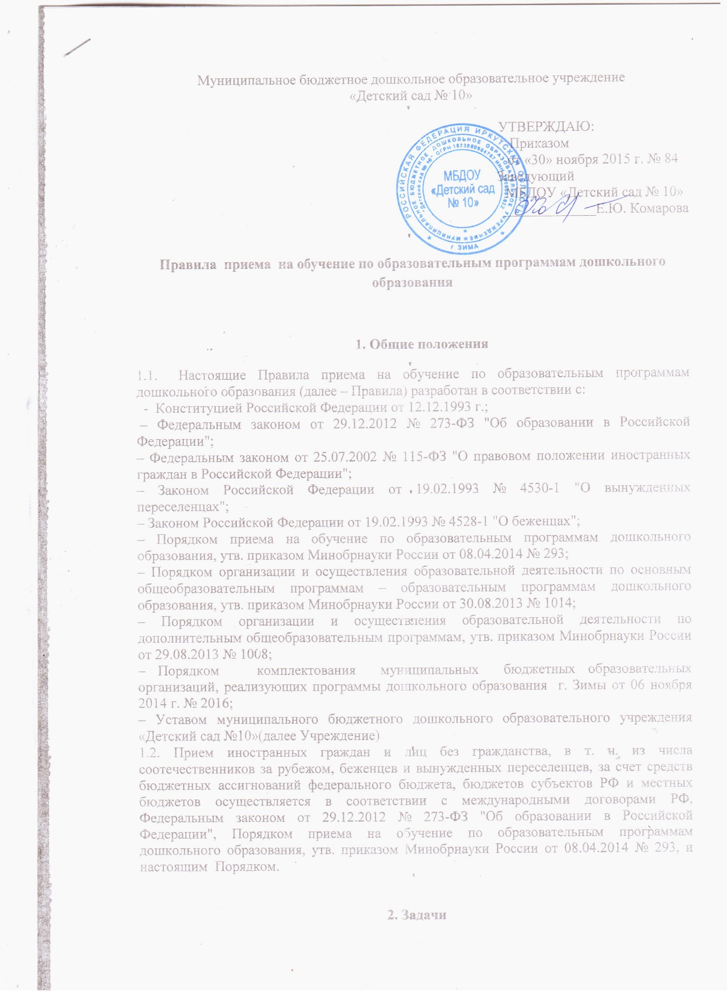 Муниципальное бюджетное дошкольное образовательное учреждение
«Детский сад № 10»
УТВЕРЖДАЮ:
Приказом
от «30» ноября 2015 г. № 84
Заведующий
МБДОУ «Детский сад № 10»
____________Е.Ю. Комарова
РОССИЙСКАЯ ФЕДЕРАЦИЯ ИРКУТСКАЯ ОБЛАСТЬ
МУНИЦИПАЛЬНОЕ БЮДЖЕТНОЕ ДОШКОЛЬНОЕ ОБРАЗОВАТЕЛЬНОЕ УЧРЕЖДЕНИЕ
МБДОУ
«Детский сад
№ 10»
г ЗИМА
Правила приема на обучение по образовательным программам дошкольного
образования
1. Общие положения
1.1. Настоящие Правила приема на обучение по образовательным программам
дошкольного образования (далее – Правила) разработан в соответствии с:
- Конституцией Российской Федерации от 12.12.1993 г.;
– Федеральным законом от 29.12.2012 № 273-ФЗ "Об образовании в Российской
Федерации";
– Федеральным законом от 25.07.2002 № 115-ФЗ "О правовом положении иностранных
граждан в Российской Федерации";
– Законом Российской Федерации от 19.02.1993 № 4530-1 "О вынужденных
переселенцах";
– Законом Российской Федерации от 19.02.1993 № 4528-1 "О беженцах";
– Порядком приема на обучение по образовательным программам дошкольного
образования, утв. приказом Минобрнауки России от 08.04.2014 № 293;
– Порядком организации и осуществления образовательной деятельности по основным
общеобразовательным программам – образовательным программам дошкольного
образования, утв. приказом Минобрнауки России от 30.08.2013 № 1014;
– Порядком организации и осуществления образовательной деятельности по
дополнительным общеобразовательным программам, утв. приказом Минобрнауки России
от 29.08.2013 № 1008;
– Порядком комплектования муниципальных бюджетных образовательных
организаций, реализующих программы дошкольного образования г. Зимы от 06 ноября
2014 г. № 2016;
– Уставом муниципального бюджетного дошкольного образовательного учреждения
«Детский сад №10»(далее Учреждение)
1.2. Прием иностранных граждан и лиц без гражданства, в т. ч. из числа
соотечественников за рубежом, беженцев и вынужденных переселенцев, за счет средств
бюджетных ассигнований федерального бюджета, бюджетов субъектов РФ и местных
бюджетов осуществляется в соответствии с международными договорами РФ,
Федеральным законом от 29.12.2012 № 273-ФЗ "Об образовании в Российской
Федерации", Порядком приема на обучение по образовательным программам
дошкольного образования, утв. приказом Минобрнауки России от 08.04.2014 № 293, и
настоящим Порядком.
2. Задачи